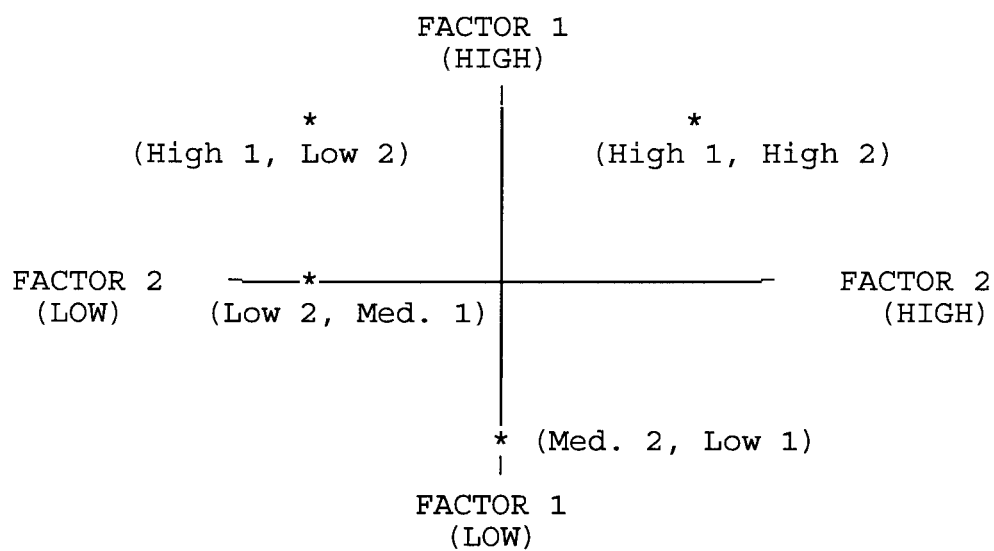 FACTOR 1
(HIGH)
*
*
(High 1, Low 2)
(High 1, High 2)
FACTOR 2
(LOW)
*
(Low 2, Med. 1)
FACTOR 2
(HIGH)
* (Med. 2, Low 1)
FACTOR 1
(LOW)